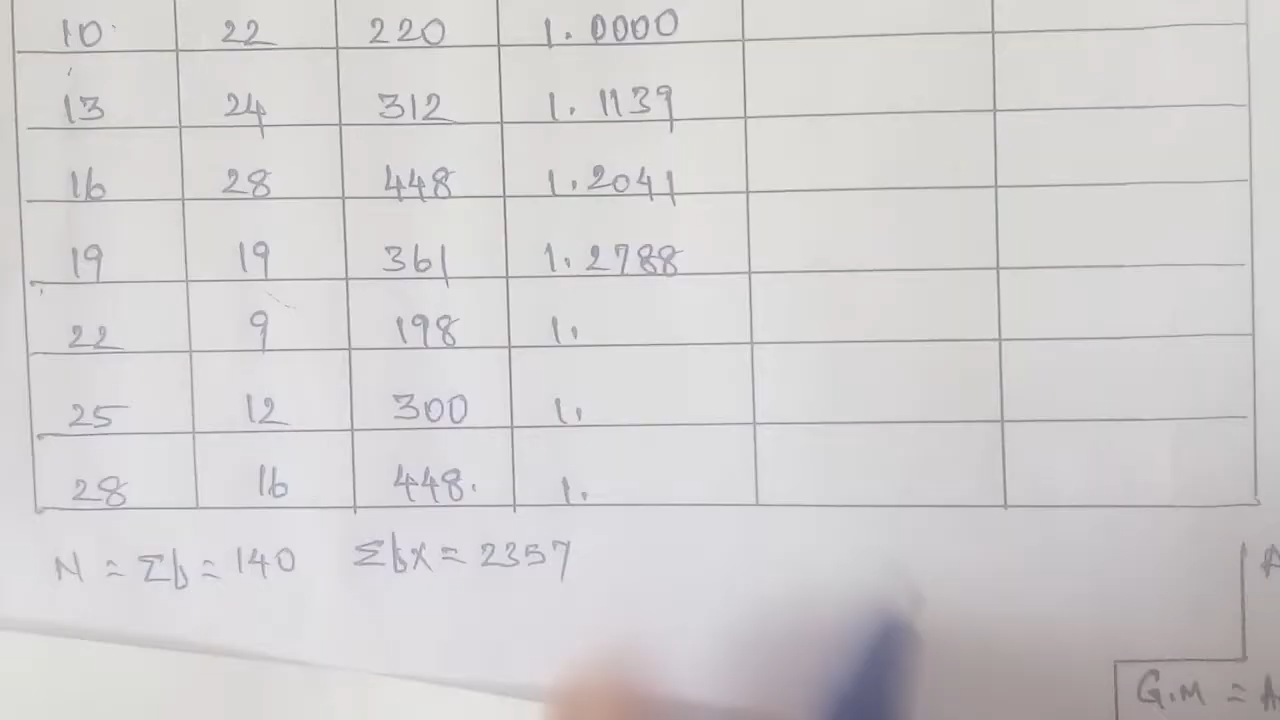 10 22 220 1.0000
13 24 312 1.1139
16 28 448 1.2041
19 19 361 1.2788
22 9 198 1.
25 12 300 1.
28 16 448. 1.
N = Σf = 140 Σfx = 2357
G.M = A